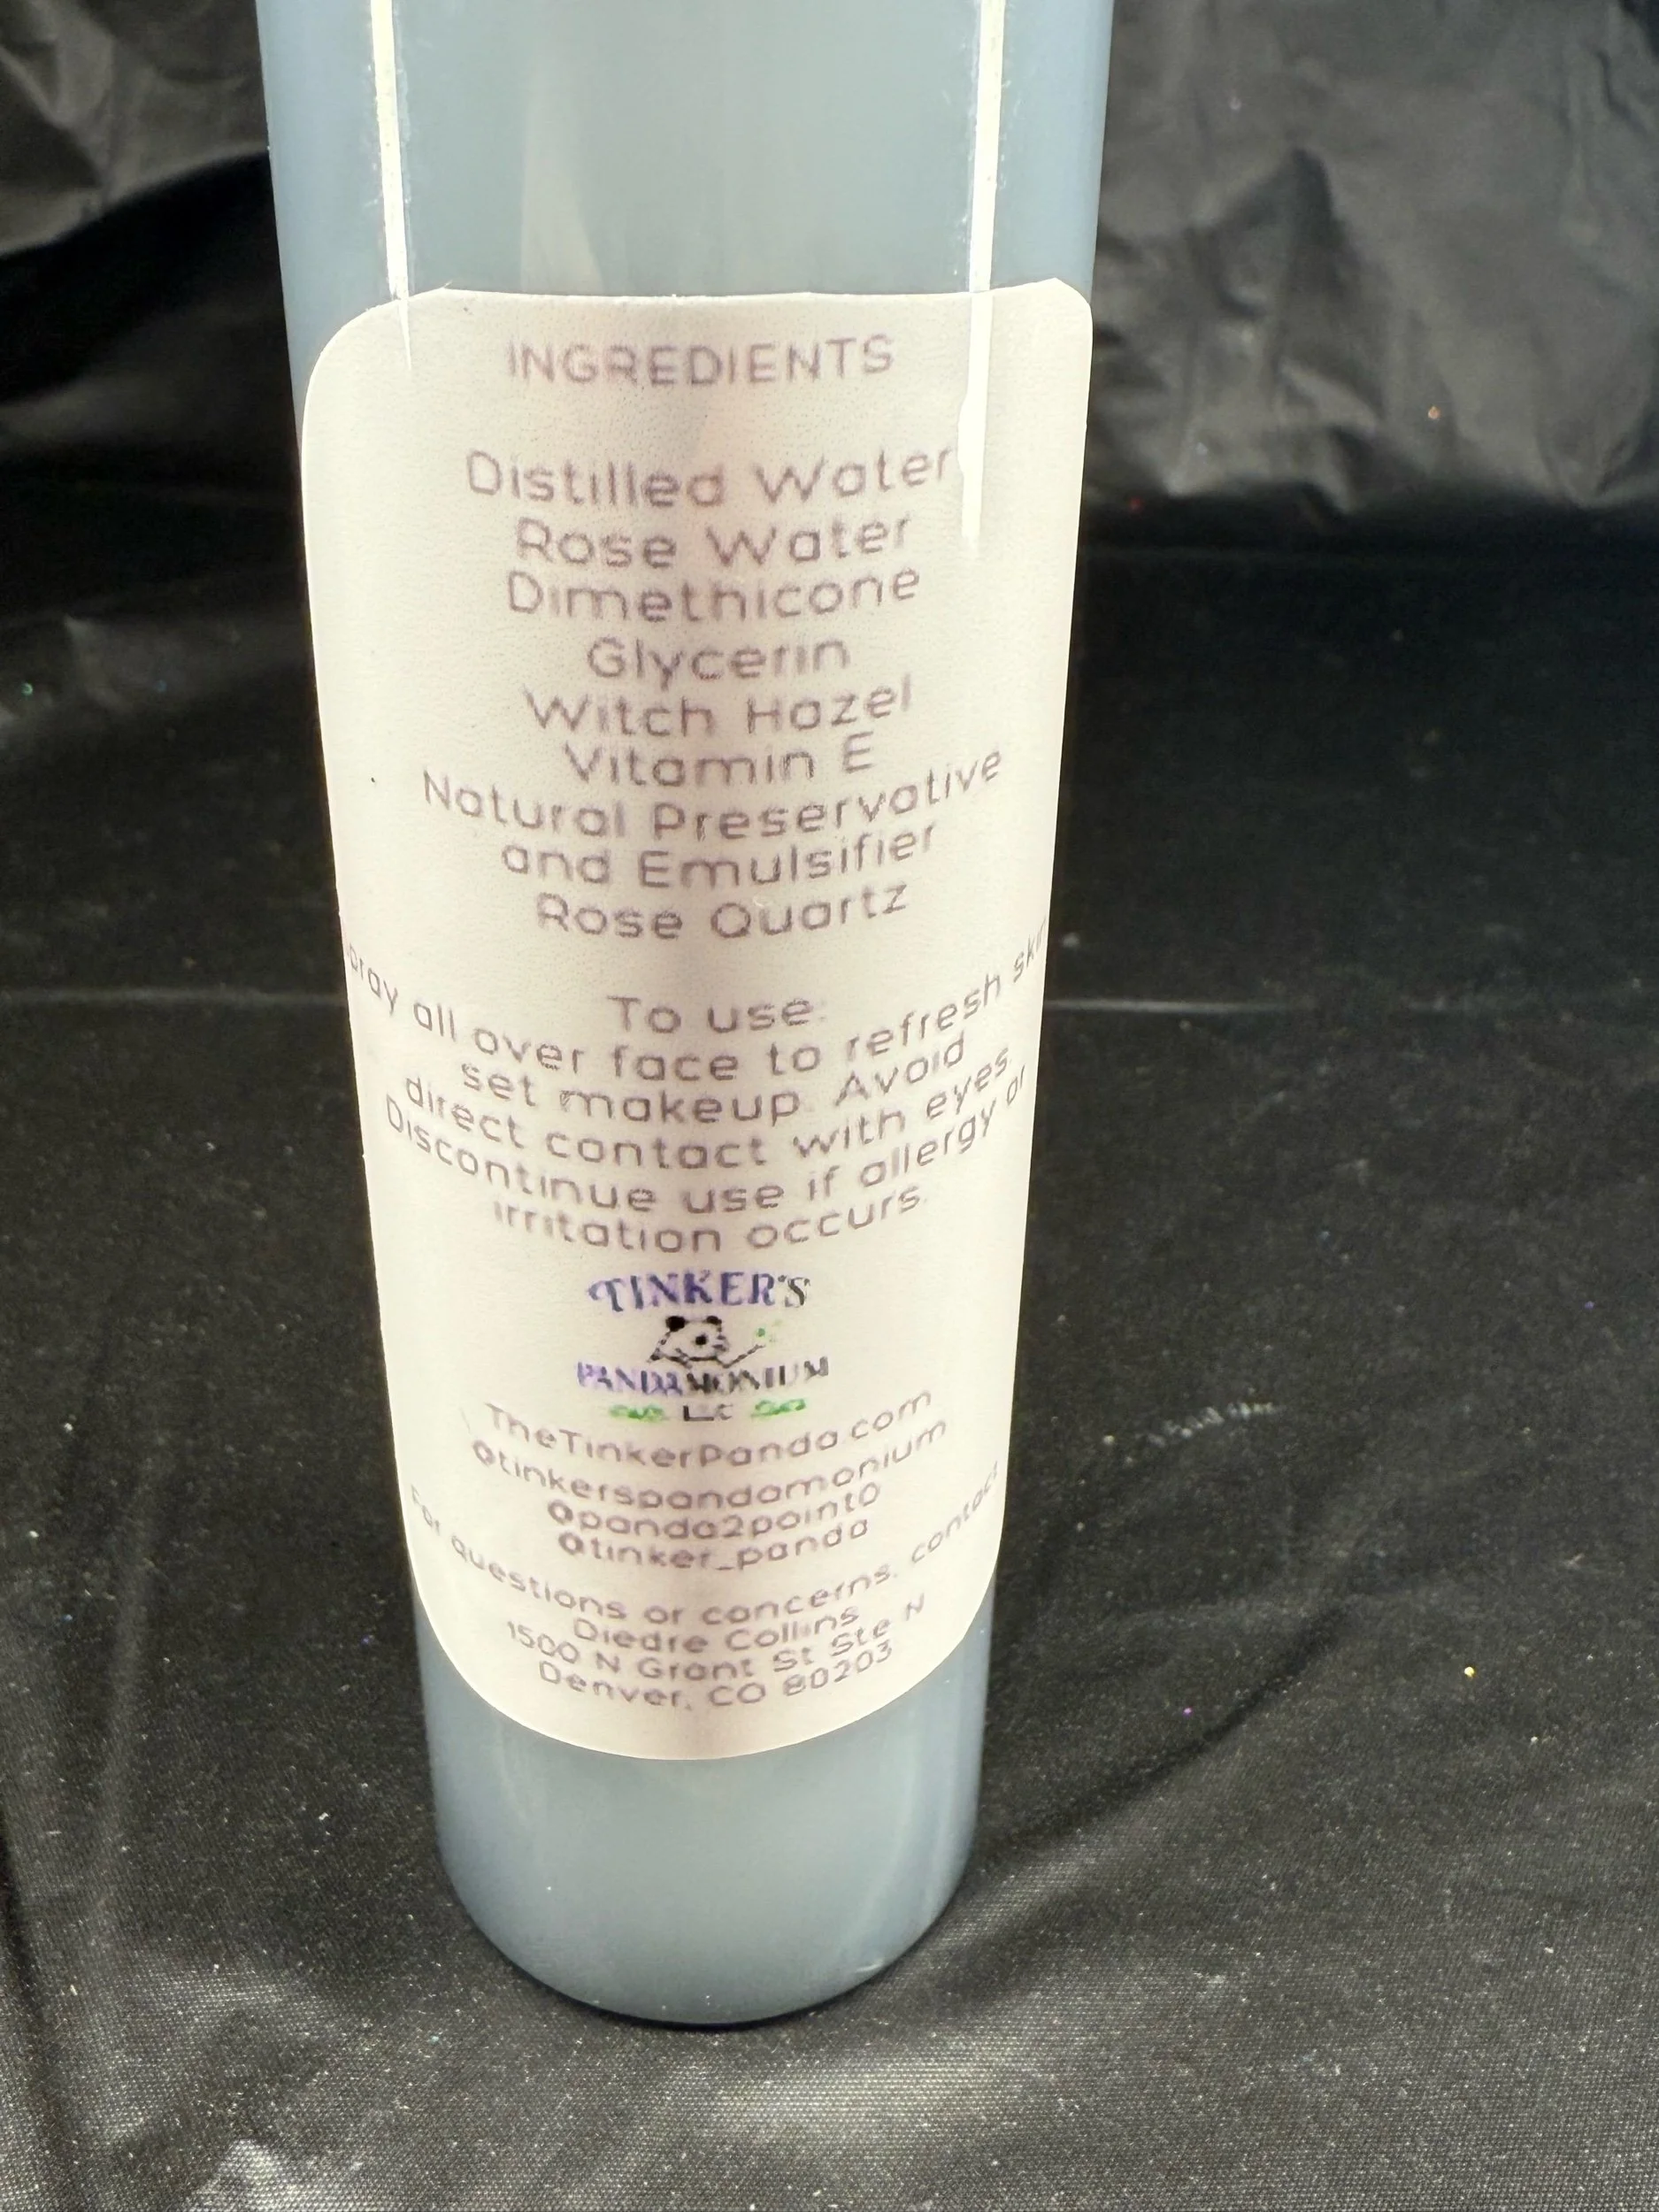 INGREDIENTS
Distilled Water
Rose Water
Dimethicone
Glycerin
Witch Hazel
Vitamin E
Natural Preservative
and Emulsifier
Rose Quartz
To use:
all over face to refresh
set makeup. Avoid
direct contact with eyes.
Discontinue use if allergy or
irritation occurs.
TINKER'S
PANDAMONIUM
LLC
TheTinkerPanda.com
@tinkerspandamonium
@panda2point0
@tinker_panda
For questions or concerns, contact
Diedre Collins
1500 N Grant St Ste N
Denver, CO 80203